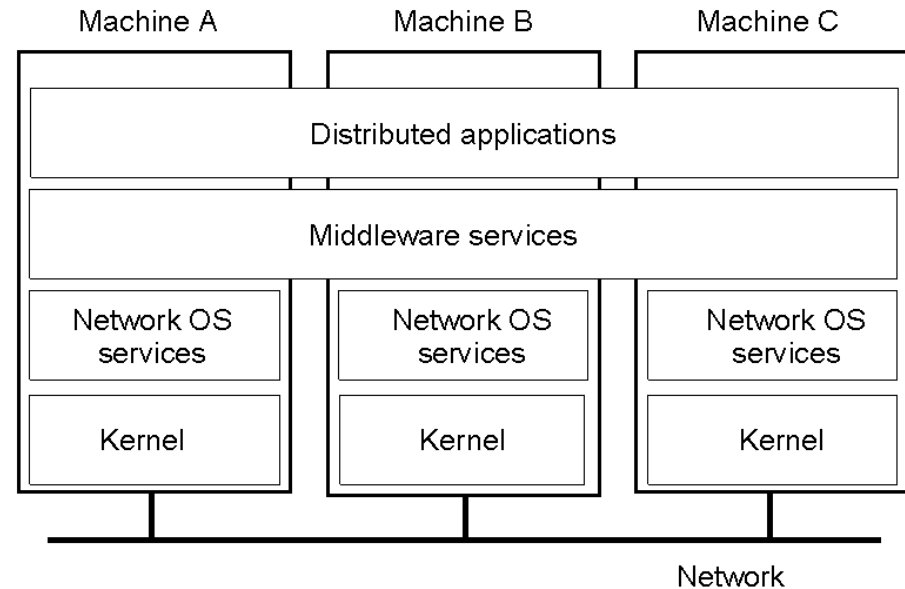 Machine A
Machine B
Machine C
Distributed applications
Middleware services
Network OS
services
Network OS
services
Network OS
services
Kernel
Kernel
Kernel
Network